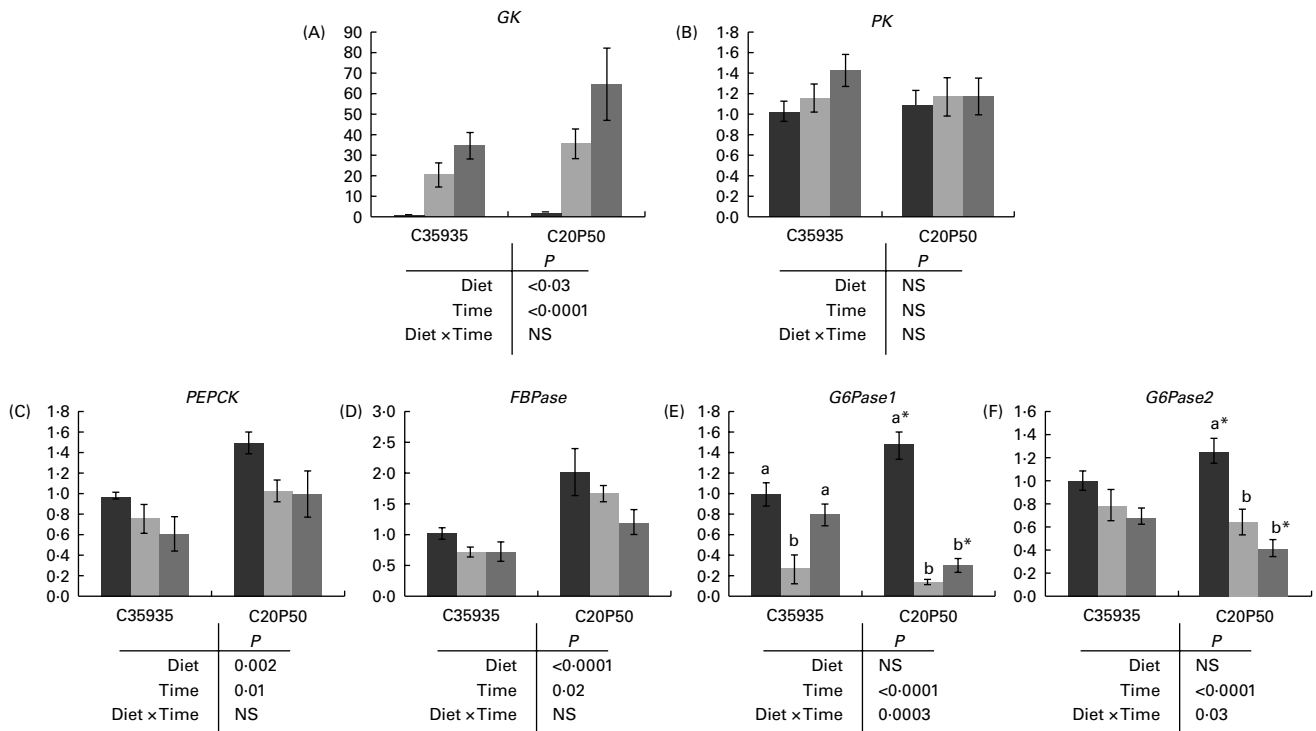 (A) GK
90
80
70
60
50
40
30
20
10
0
C35935 C20P50
P
Diet <0·03
Time <0·0001
Diet ×Time NS
(B) PK
1·8
1·6
1·4
1·2
1·0
0·8
0·6
0·4
0·2
0·0
C35935 C20P50
P
Diet NS
Time NS
Diet ×Time NS
(C) PEPCK
1·8
1·6
1·4
1·2
1·0
0·8
0·6
0·4
0·2
0·0
C35935 C20P50
P
Diet 0·002
Time 0·01
Diet ×Time NS
(D) FBPase
3·0
2·5
2·0
1·5
1·0
0·5
0·0
C35935 C20P50
P
Diet <0·0001
Time 0·02
Diet ×Time NS
(E) G6Pase1
1·8
1·6
1·4
1·2
1·0
0·8
0·6
0·4
0·2
0·0
a b a a* b b*
C35935 C20P50
P
Diet NS
Time <0·0001
Diet ×Time 0·0003
(F) G6Pase2
1·6
1·4
1·2
1·0
0·8
0·6
0·4
0·2
0·0
a* b b*
C35935 C20P50
P
Diet NS
Time <0·0001
Diet ×Time 0·03